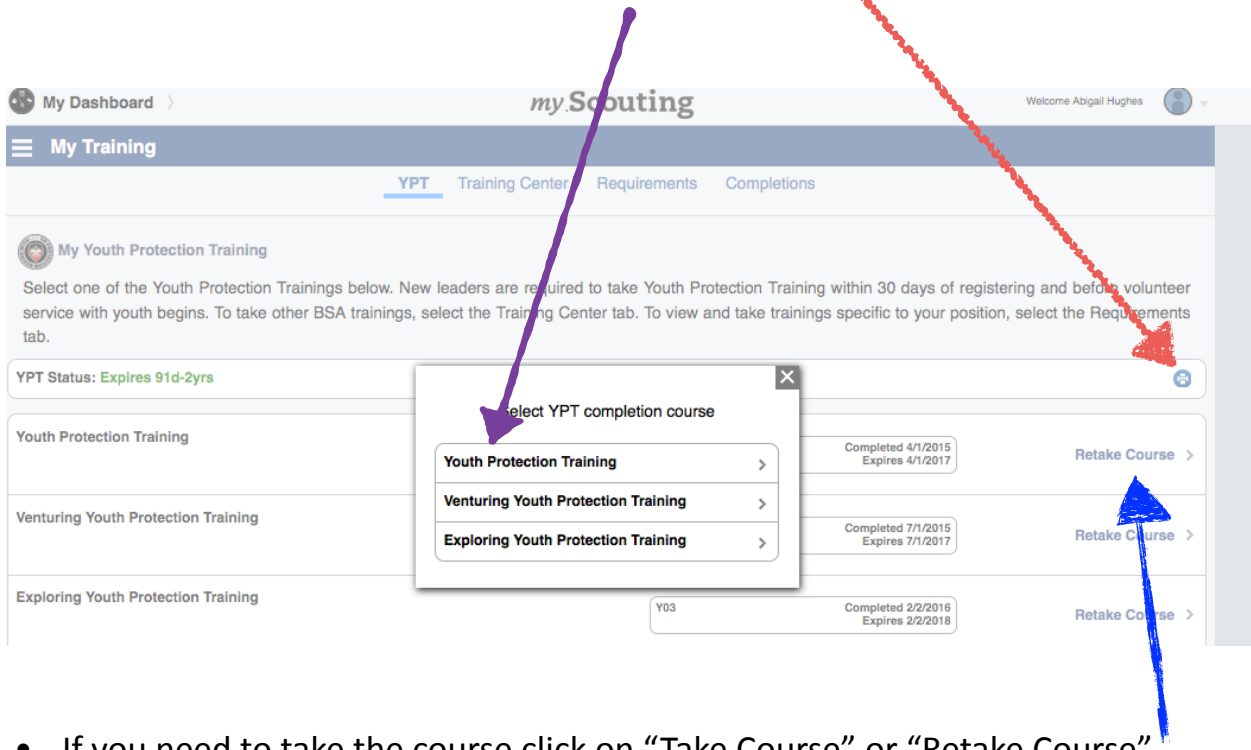 My Dashboard
my.Scouting
Welcome Abigail Hughes
My Training
YPT Training Center Requirements Completions
My Youth Protection Training
Select one of the Youth Protection Trainings below. New leaders are required to take Youth Protection Training within 30 days of registering and before volunteer
service with youth begins. To take other BSA trainings, select the Training Center tab. To view and take trainings specific to your position, select the Requirements
tab.
YPT Status: Expires 91d-2yrs
Select YPT completion course
Youth Protection Training
Venturing Youth Protection Training
Exploring Youth Protection Training
Youth Protection Training
Completed 4/1/2015
Expires 4/1/2017
Retake Course
Venturing Youth Protection Training
Completed 7/1/2015
Expires 7/1/2017
Retake Course
Exploring Youth Protection Training
Y03
Completed 2/2/2016
Expires 2/2/2018
Retake Course
• If you need to take the course click on “Take Course” or “Retake Course”